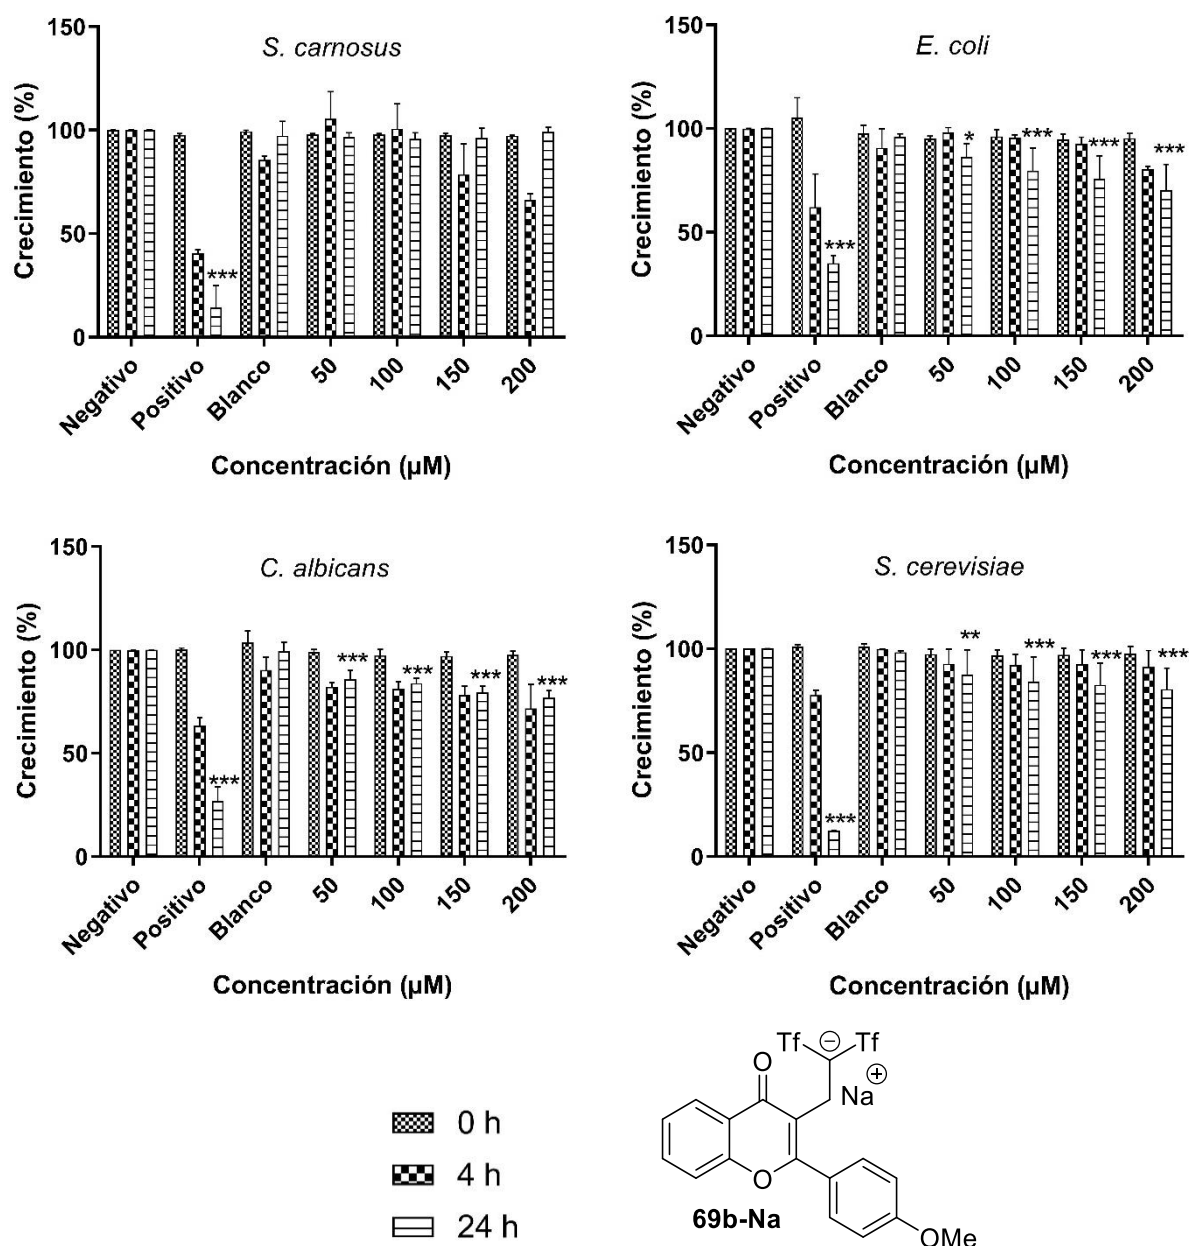 S. carnosus
Crecimiento (%)
150
100
50
0
***
Negativo
Positivo
Blanco
50
100
150
200
Concentración (µM)
E. coli
Crecimiento (%)
150
100
50
0
***
*
***
***
***
Negativo
Positivo
Blanco
50
100
150
200
Concentración (µM)
C. albicans
Crecimiento (%)
150
100
50
0
***
***
***
***
***
Negativo
Positivo
Blanco
50
100
150
200
Concentración (µM)
S. cerevisiae
Crecimiento (%)
150
100
50
0
***
**
***
***
***
Negativo
Positivo
Blanco
50
100
150
200
Concentración (µM)
0 h
4 h
24 h
Tf − Tf
O
Na +
O
69b-Na
OMe